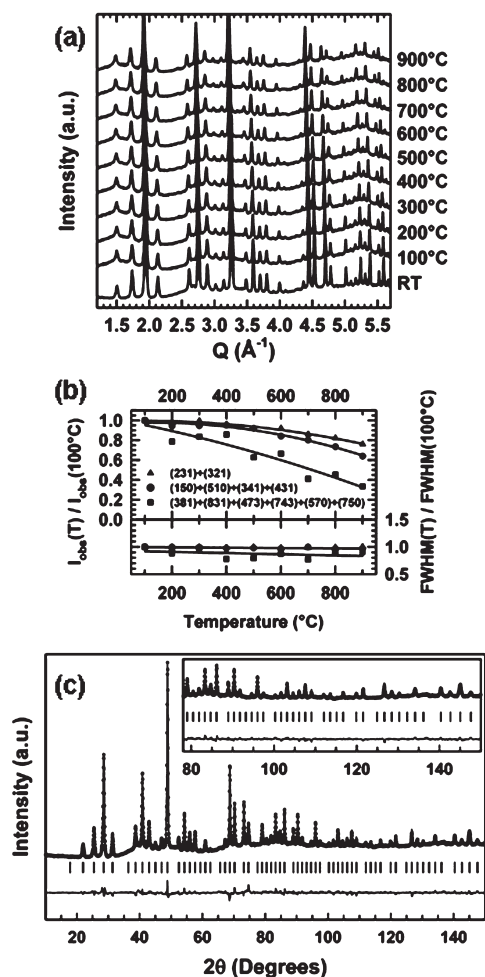 (a)
Intensity (a.u.)
900°C
800°C
700°C
600°C
500°C
400°C
300°C
200°C
100°C
RT
1.5 2.0 2.5 3.0 3.5 4.0 4.5 5.0 5.5
Q (Å⁻¹)
(b)
200 400 600 800
I_obs(T) / I_obs(100°C)
1.0
0.8
0.6
0.4
0.2
0.0
(231)+(321)
(150)+(510)+(341)+(431)
(381)+(831)+(473)+(743)+(570)+(750)
1.5
1.0
0.5
FWHM(T) / FWHM(100°C)
200 400 600 800
Temperature (°C)
(c)
Intensity (a.u.)
80 100 120 140
20 40 60 80 100 120 140
2θ (Degrees)